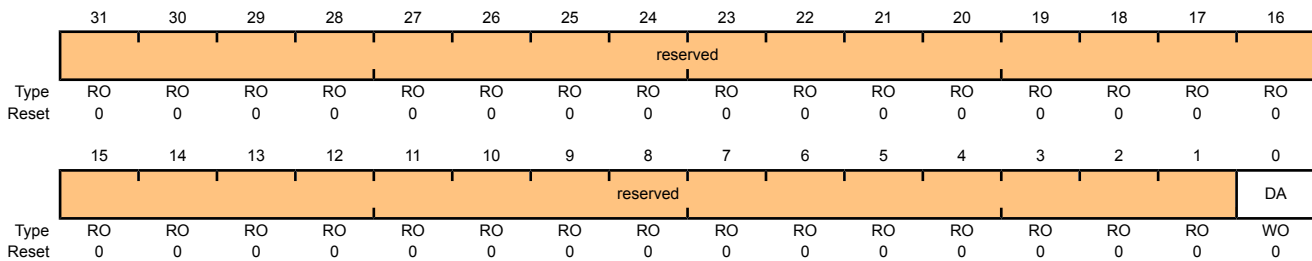 31 30 29 28 27 26 25 24 23 22 21 20 19 18 17 16
reserved
Type RO RO RO RO RO RO RO RO RO RO RO RO RO RO RO RO
Reset 0 0 0 0 0 0 0 0 0 0 0 0 0 0 0 0
15 14 13 12 11 10 9 8 7 6 5 4 3 2 1 0
reserved DA
Type RO RO RO RO RO RO RO RO RO RO RO RO RO RO RO WO
Reset 0 0 0 0 0 0 0 0 0 0 0 0 0 0 0 0